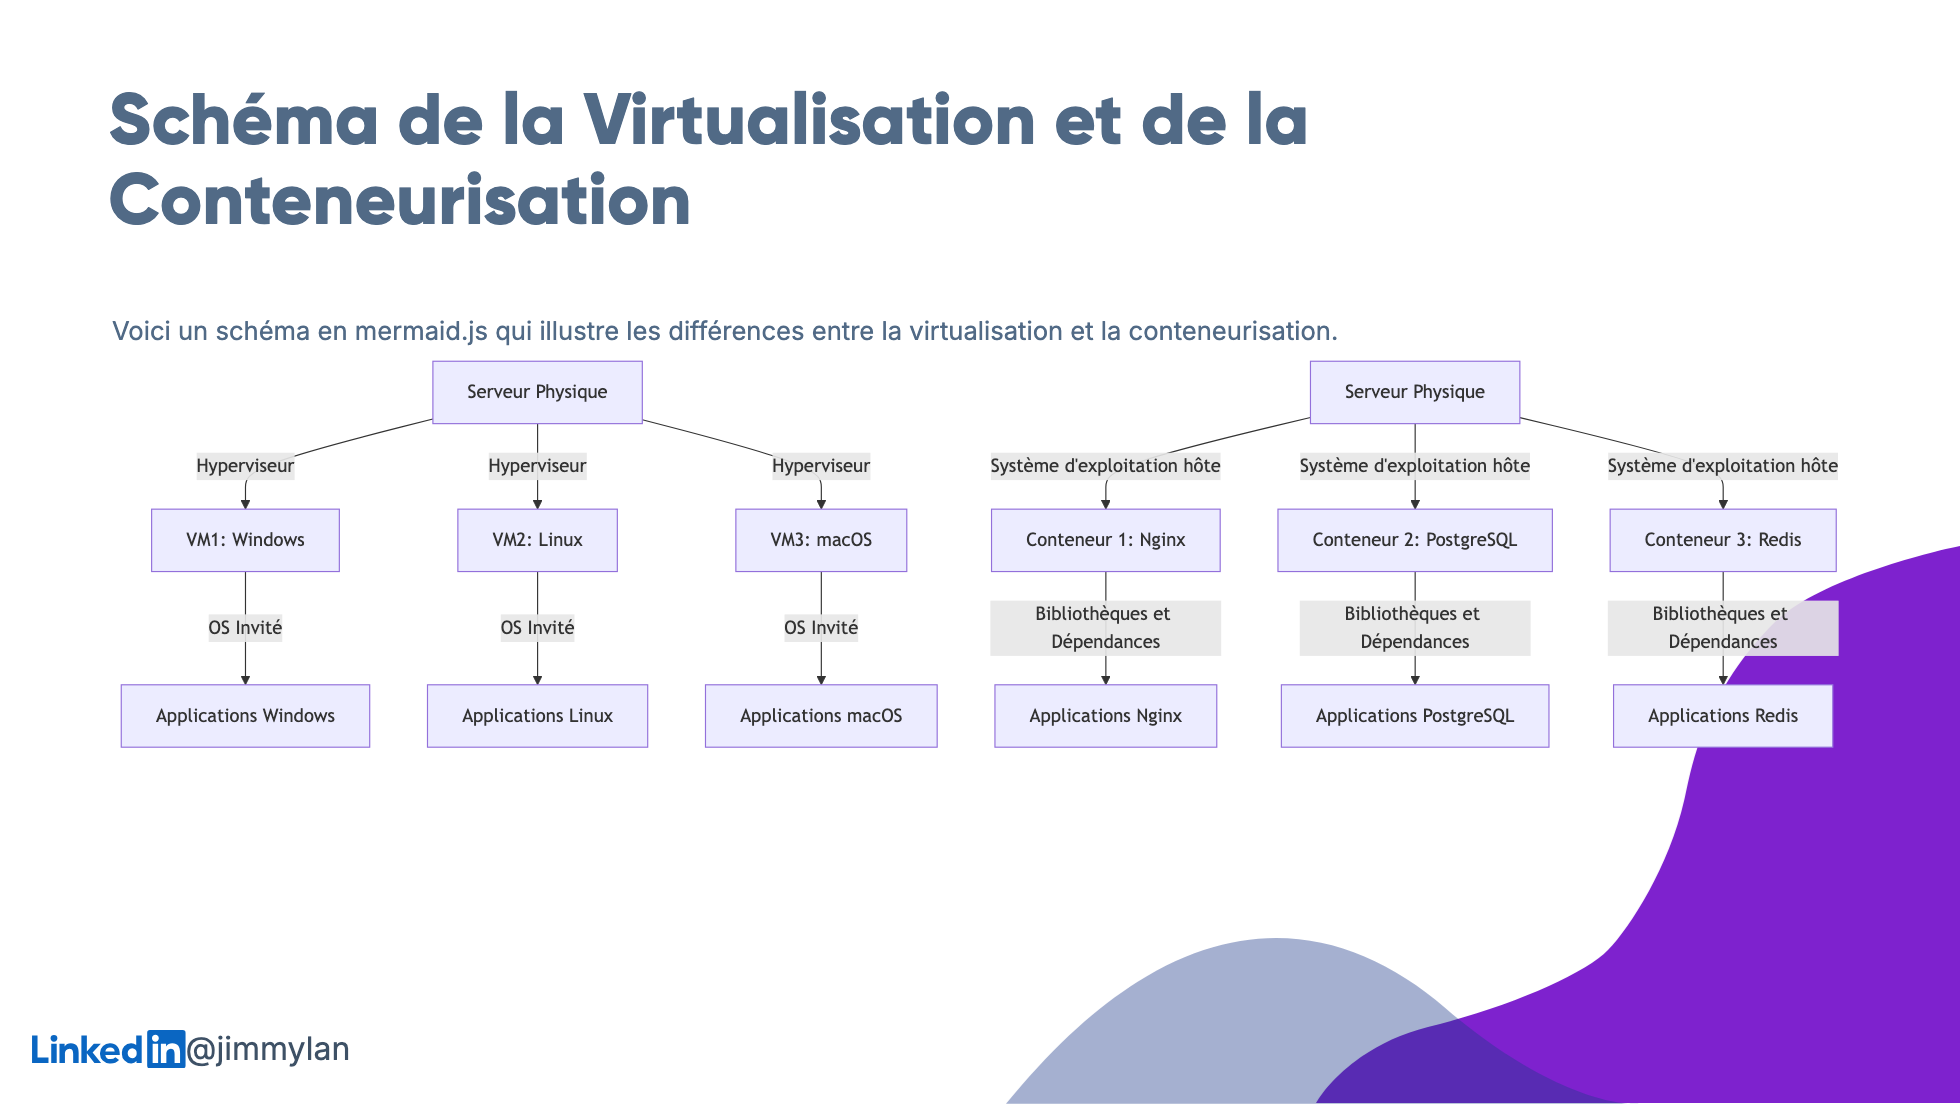 Schéma de la Virtualisation et de la
Conteneurisation
Voici un schéma en mermaid.js qui illustre les différences entre la virtualisation et la conteneurisation.
Serveur Physique
Serveur Physique
Hyperviseur
Hyperviseur
Hyperviseur
Système d'exploitation hôte
Système d'exploitation hôte
Système d'exploitation hôte
VM1: Windows
VM2: Linux
VM3: macOS
Conteneur 1: Nginx
Conteneur 2: PostgreSQL
Conteneur 3: Redis
OS Invité
OS Invité
OS Invité
Bibliothèques et
Dépendances
Bibliothèques et
Dépendances
Bibliothèques et
Dépendances
Applications Windows
Applications Linux
Applications macOS
Applications Nginx
Applications PostgreSQL
Applications Redis
LinkedIn@jimmylan